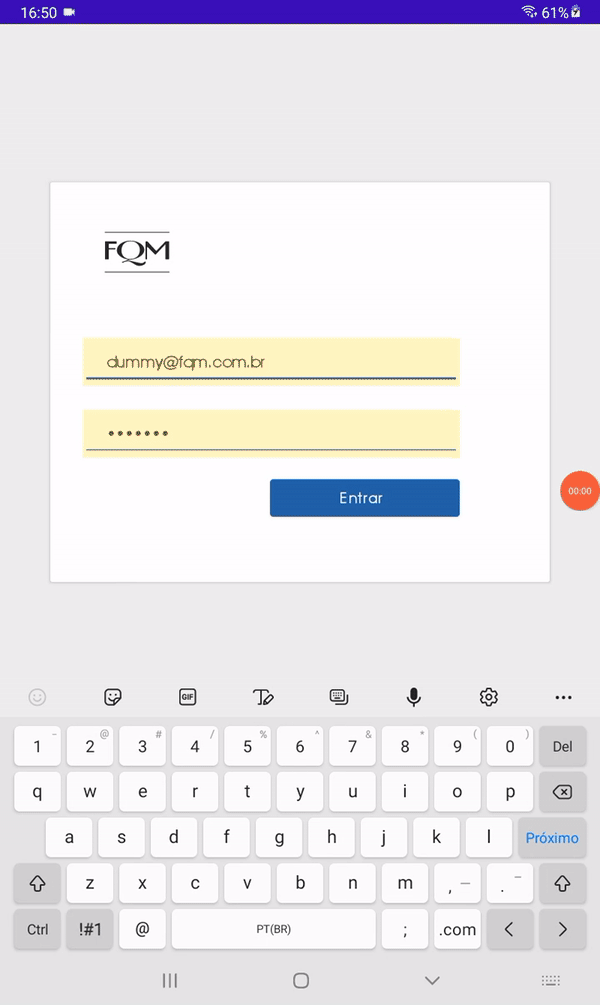 16:50 61%
FQM
dummy@fqm.com.br
•••••••
Entrar
00:00
GIF
1 - 2 @ 3 # 4 / 5 % 6 ^ 7 & 8 * 9 ( 0 ) Del
q w e r t y u i o p
a s d f g h j k l Próximo
z x c v b n m , — . –
Ctrl !#1 @ PT(BR) ; .com < >